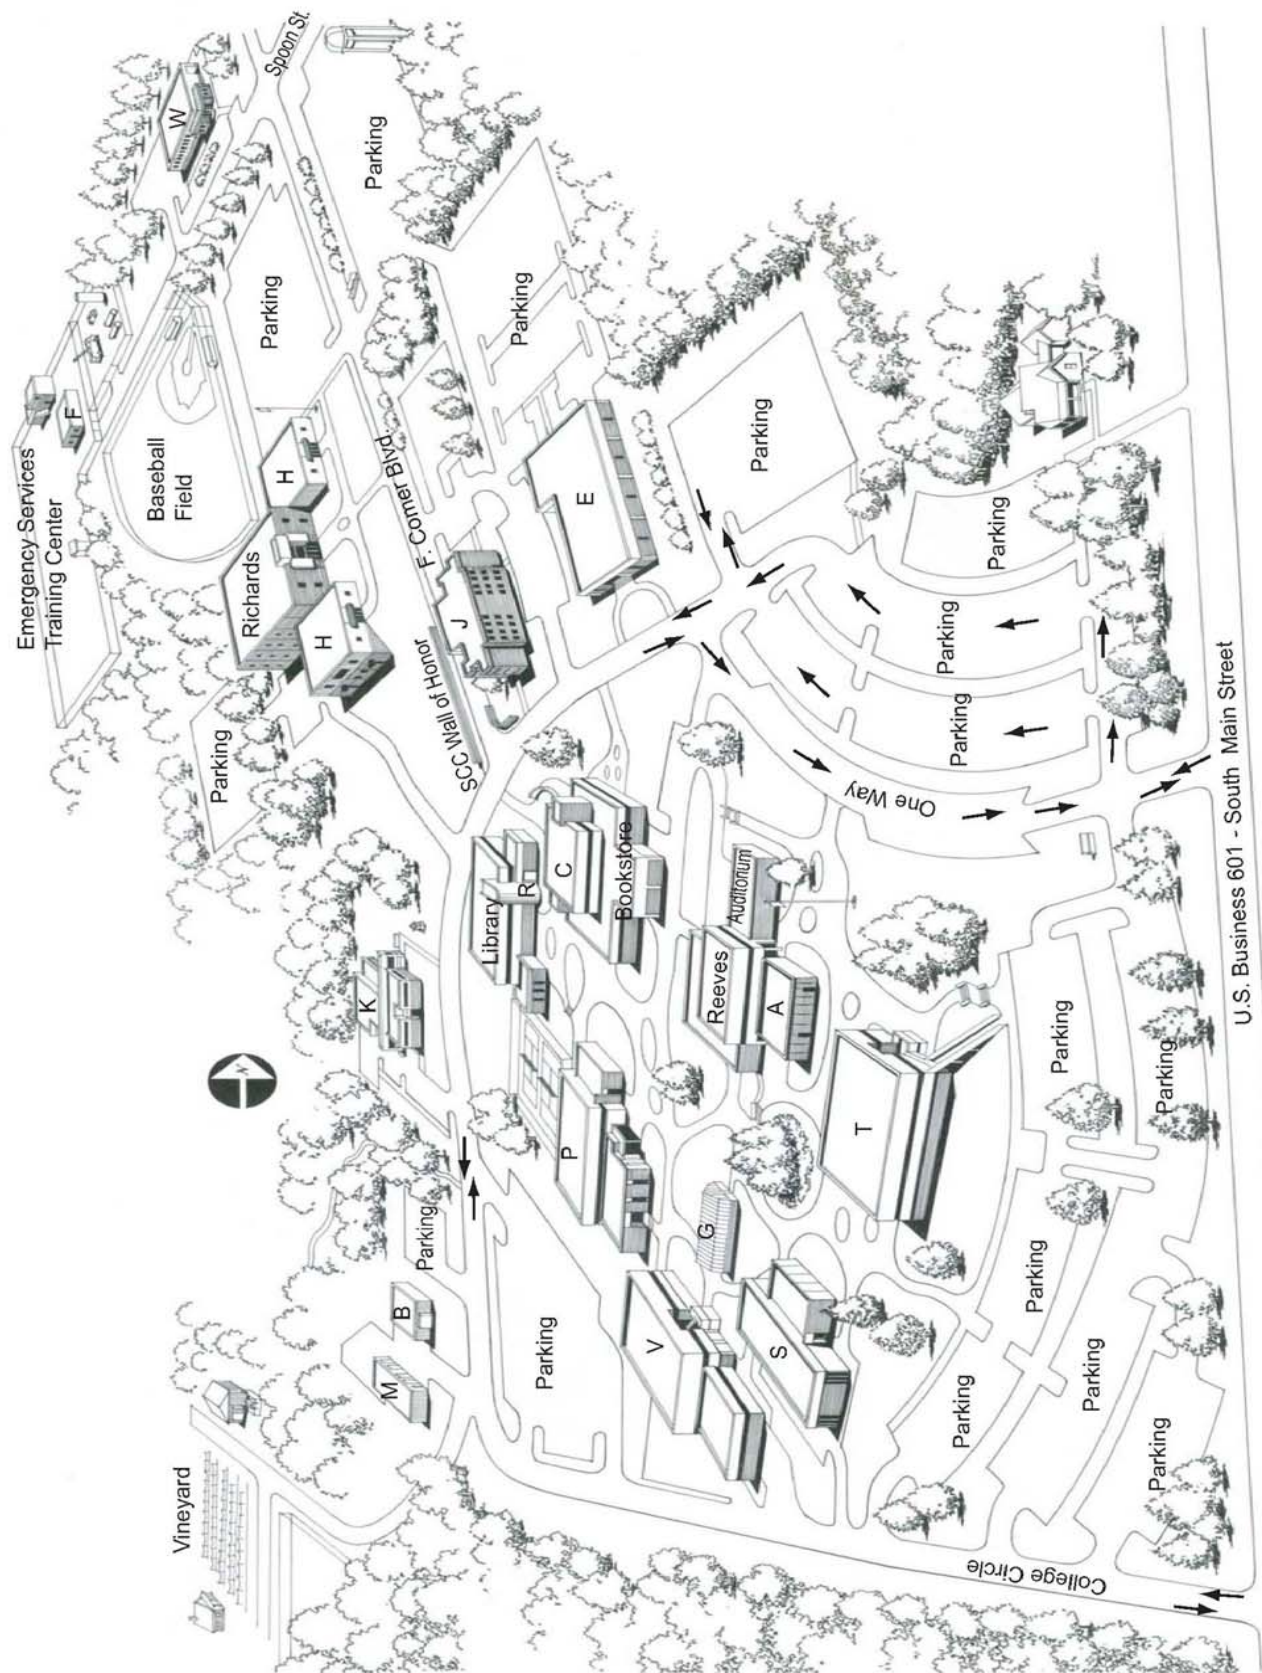 Emergency Services
Training Center
F
Baseball
Field
W
Spoon St.
Vineyard
Parking
Richards
H
Parking
N
H
Parking
K
M
B
Parking
SCC Wall of Honor
F. Corner Blvd.
J
Library
R
Parking
Parking
P
C
Bookstore
E
V
G
Reeves
Auditorium
Parking
S
A
T
One Way
Parking
Parking
Parking
Parking
Parking
Parking
Parking
Parking
Parking
College Circle
U.S. Business 601 - South Main Street